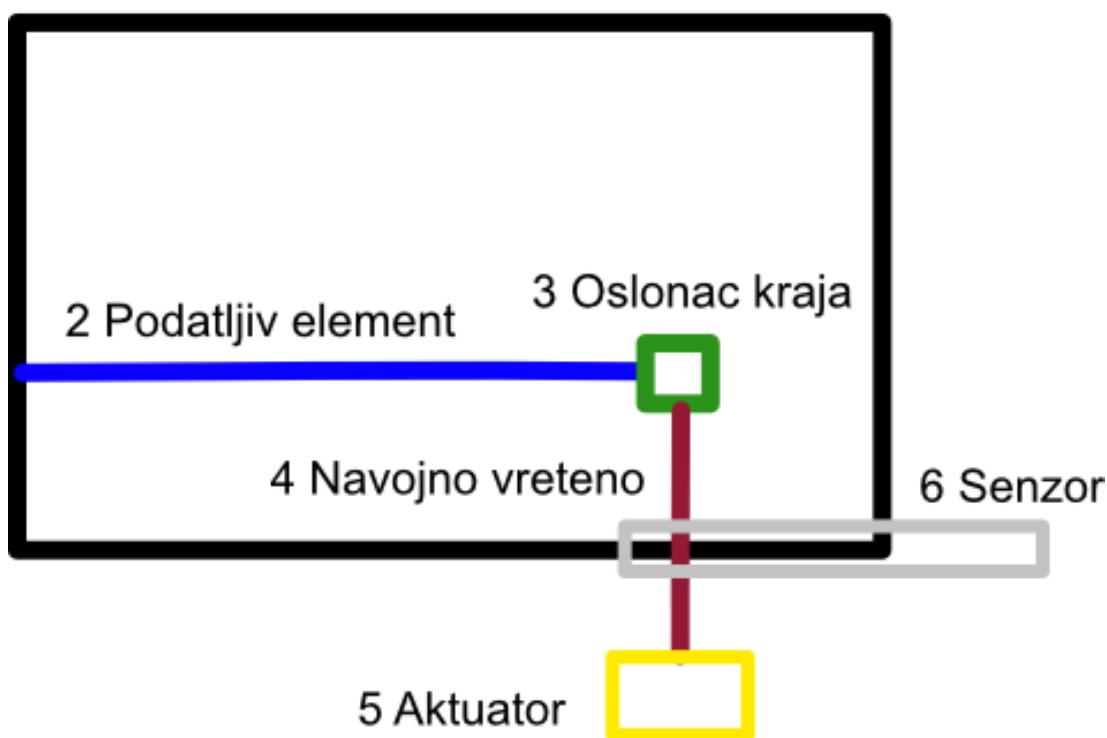 3 Oslonac kraja
2 Podatljiv element
4 Navojno vreteno
6 Senzor
5 Aktuator